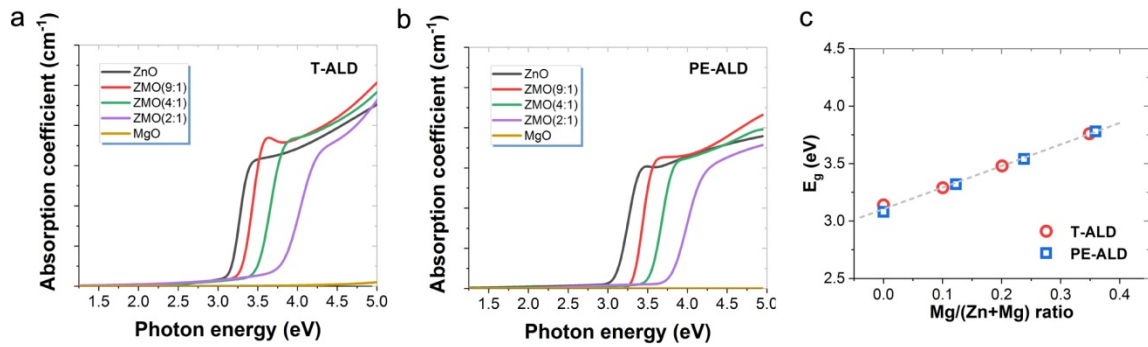 a
Absorption coefficient (cm⁻¹)
ZnO
ZMO(9:1)
ZMO(4:1)
ZMO(2:1)
MgO
T-ALD
1.5 2.0 2.5 3.0 3.5 4.0 4.5 5.0
Photon energy (eV)
b
Absorption coefficient (cm⁻¹)
ZnO
ZMO(9:1)
ZMO(4:1)
ZMO(2:1)
MgO
PE-ALD
1.5 2.0 2.5 3.0 3.5 4.0 4.5 5.0
Photon energy (eV)
c
E_g (eV)
4.5
4.0
3.5
3.0
2.5
T-ALD
PE-ALD
0.0 0.1 0.2 0.3 0.4
Mg/(Zn+Mg) ratio